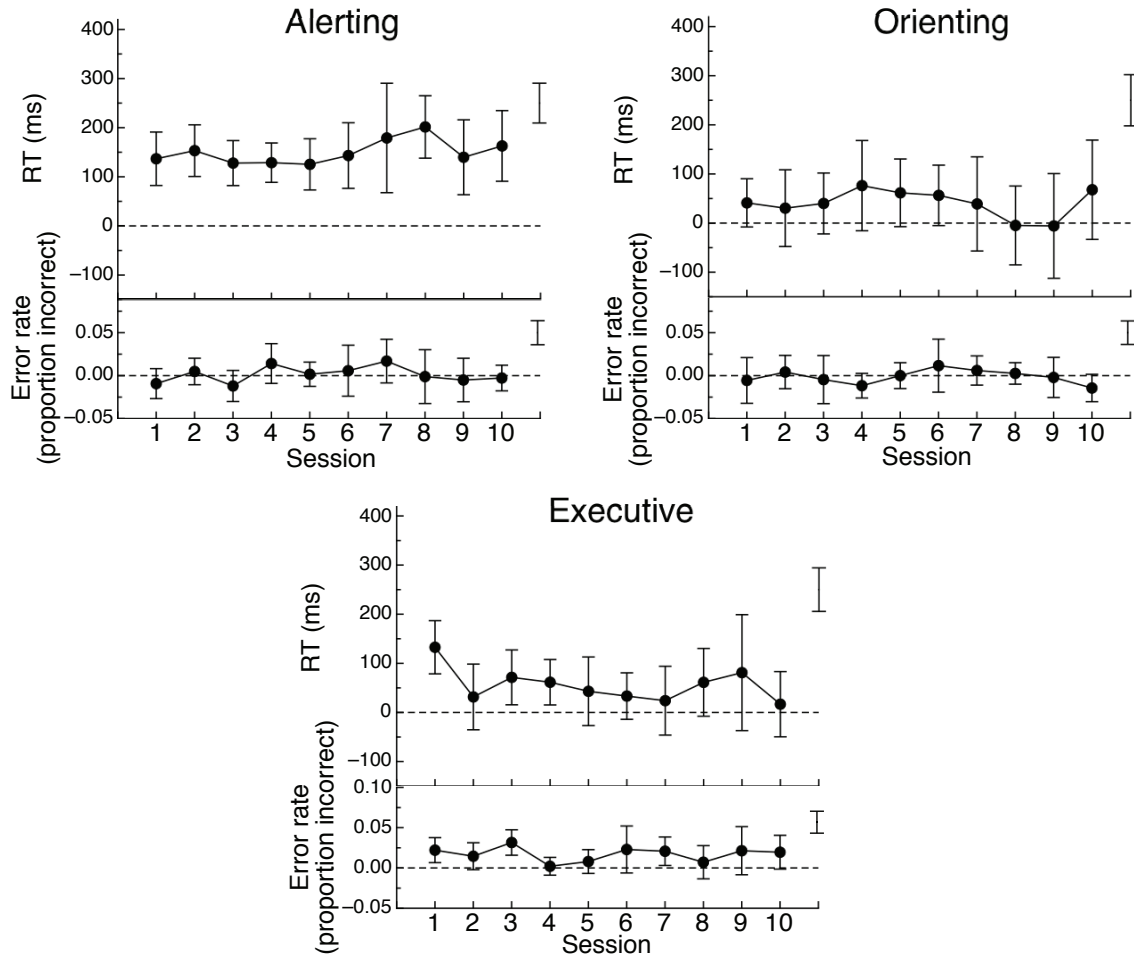 Alerting
RT (ms)
400
300
200
100
0
−100
Error rate
(proportion incorrect)
0.05
0.00
−0.05
1 2 3 4 5 6 7 8 9 10
Session
Orienting
RT (ms)
400
300
200
100
0
−100
Error rate
(proportion incorrect)
0.05
0.00
−0.05
1 2 3 4 5 6 7 8 9 10
Session
Executive
RT (ms)
400
300
200
100
0
−100
Error rate
(proportion incorrect)
0.10
0.05
0.00
−0.05
1 2 3 4 5 6 7 8 9 10
Session